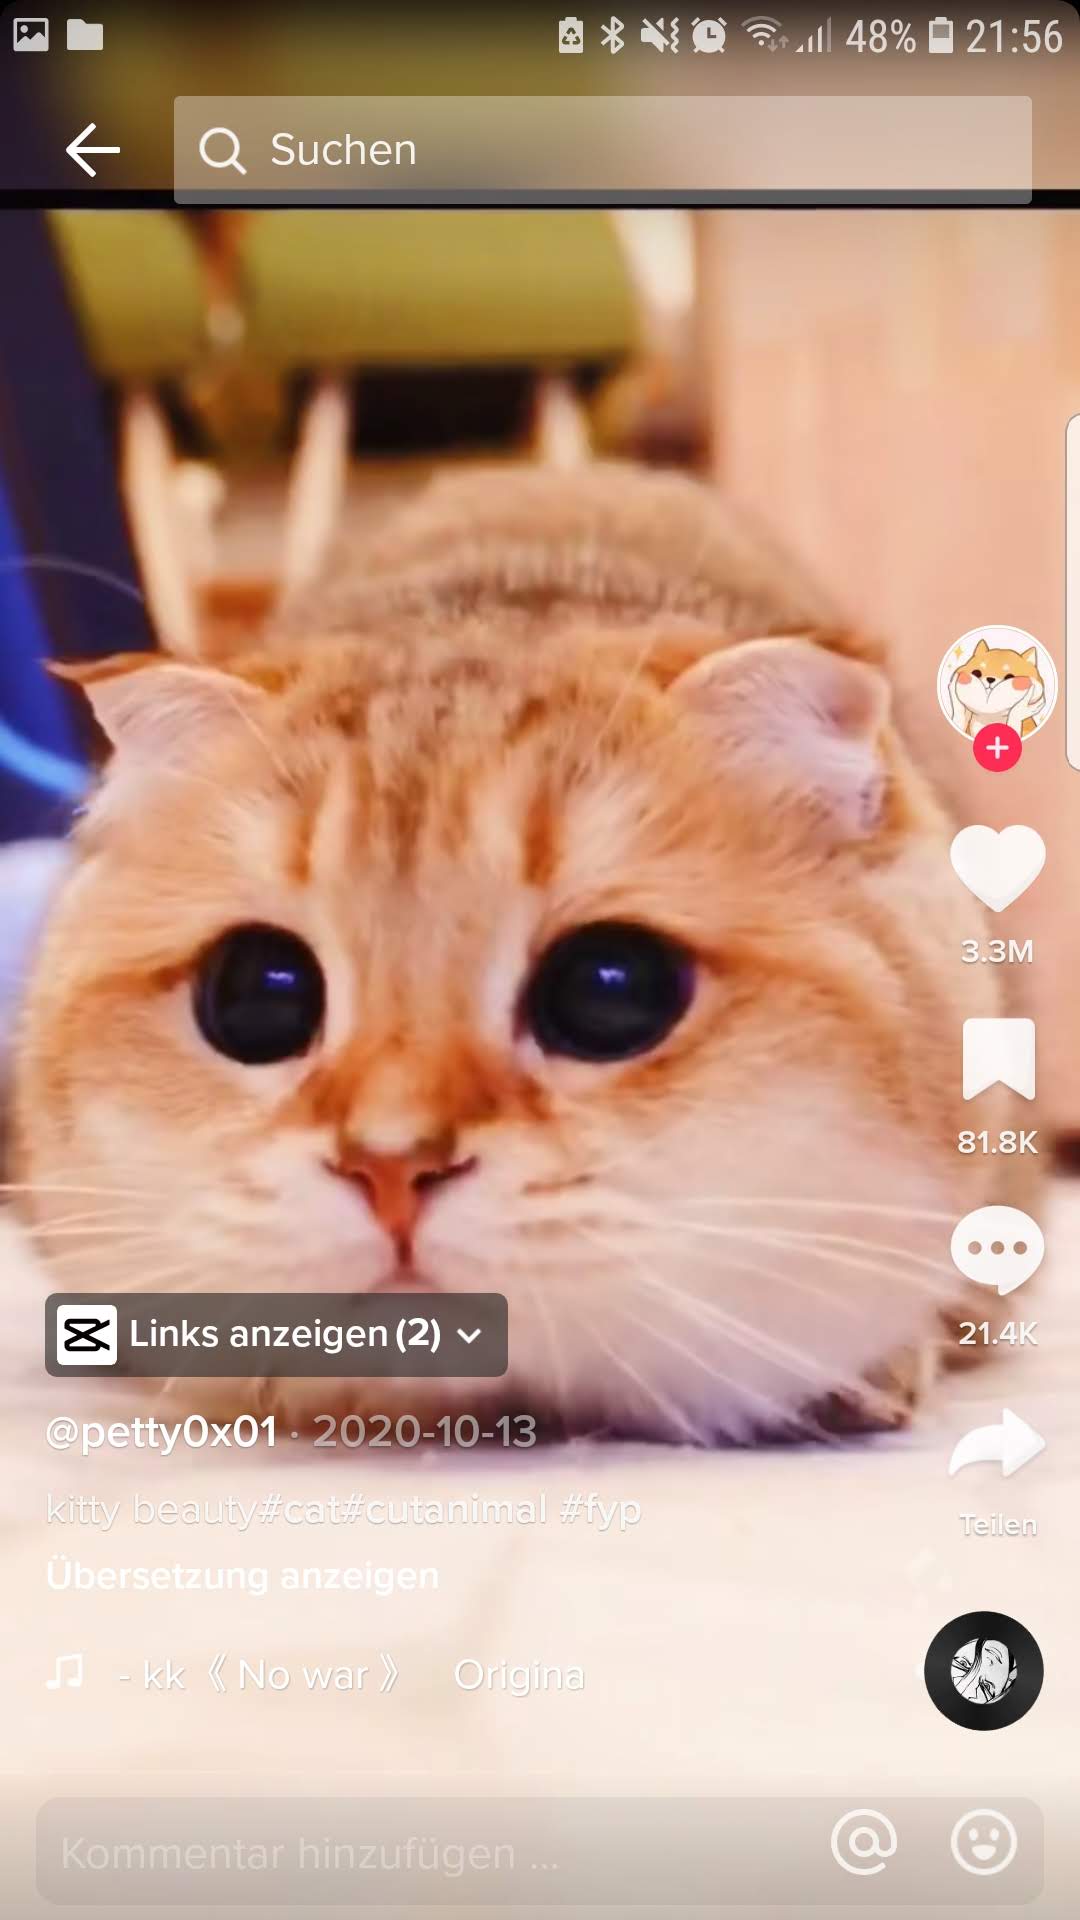 48% 21:56
Suchen
3.3M
81.8K
21.4K
Links anzeigen (2)
@petty0x01 · 2020-10-13
kitty beauty#cat#cutanimal #fyp
Teilen
Übersetzung anzeigen
- kk《No war》 Origina
Kommentar hinzufügen ...